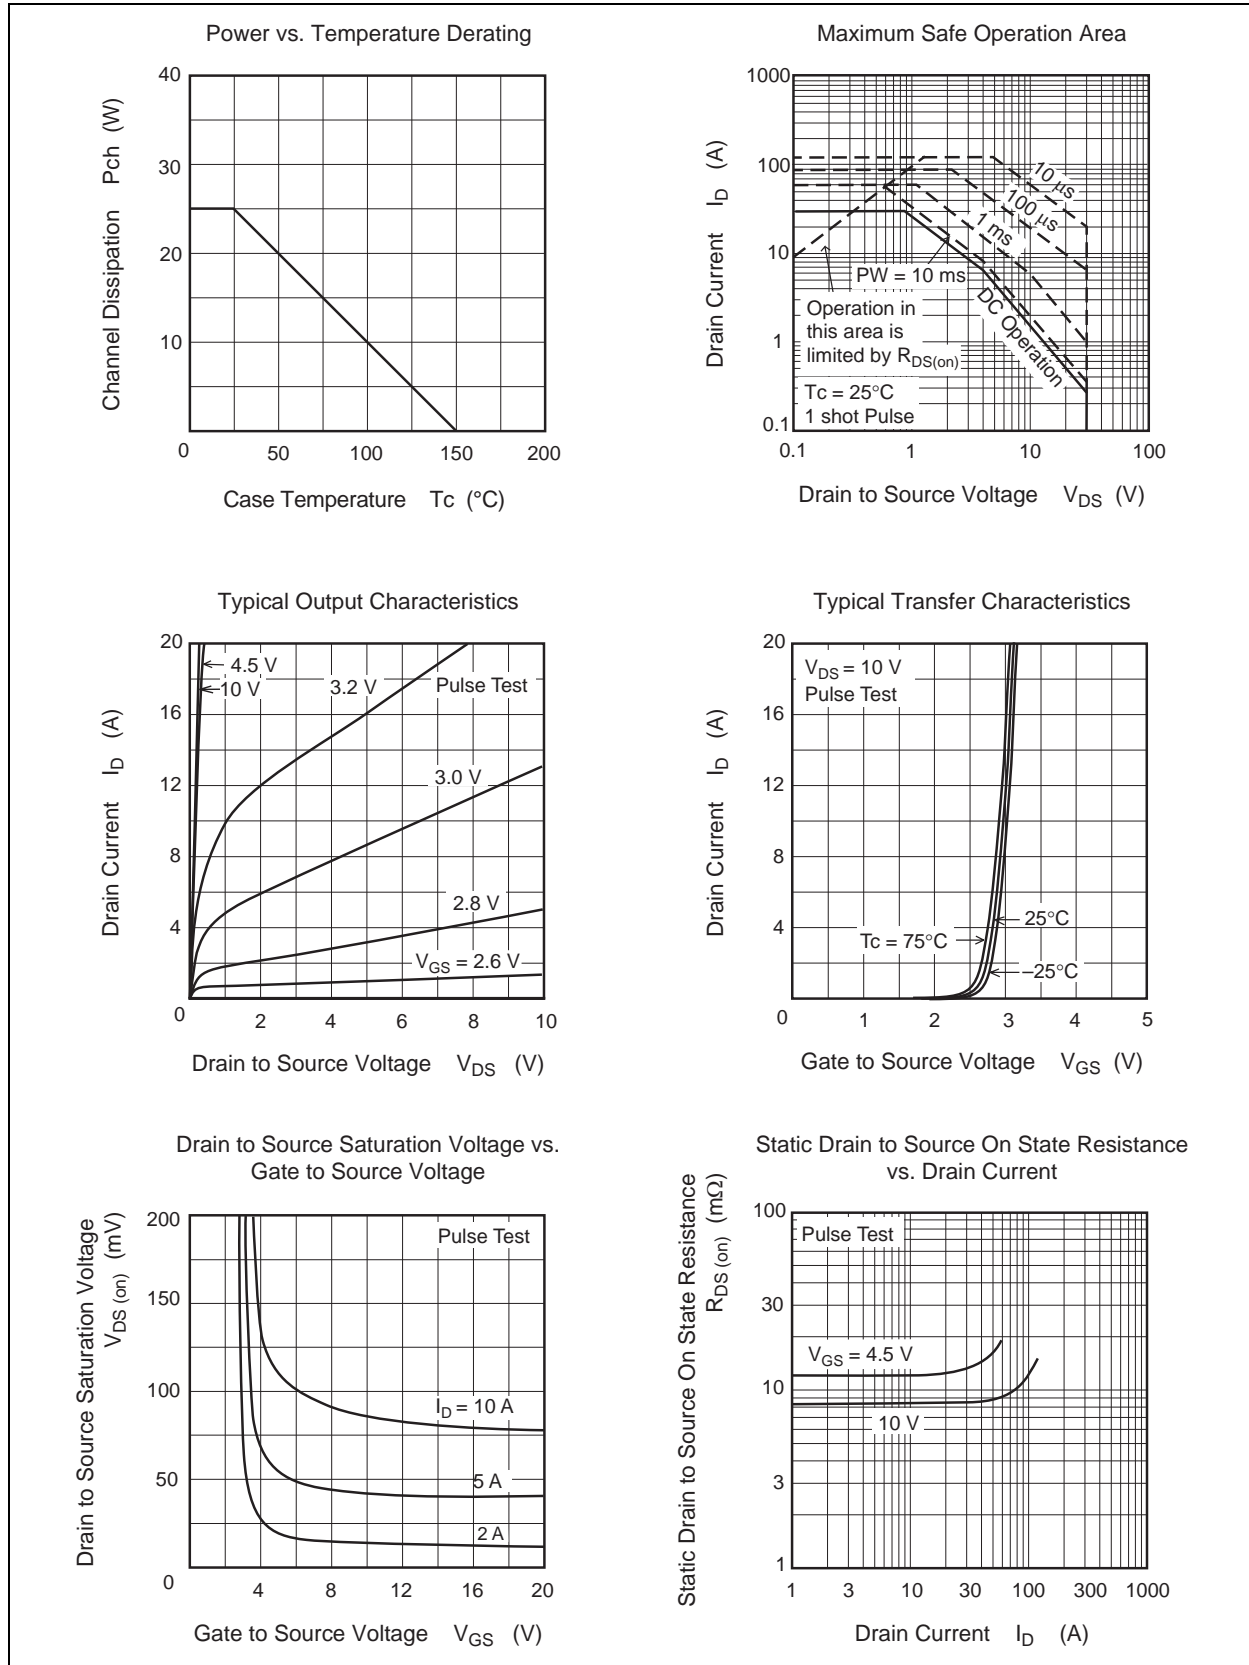 Power vs. Temperature Derating
Channel Dissipation Pch (W)
40
30
20
10
0
50
100
150
200
Case Temperature Tc (°C)
Maximum Safe Operation Area
Drain Current I_D (A)
1000
100
10
1
0.1
10 µs
100 µs
1 ms
PW = 10 ms
DC Operation
Operation in
this area is
limited by R_DS(on)
Tc = 25°C
1 shot Pulse
0.1
1
10
100
Drain to Source Voltage V_DS (V)
Typical Output Characteristics
Drain Current I_D (A)
20
16
12
8
4
0
4.5 V
10 V
3.2 V
Pulse Test
3.0 V
2.8 V
V_GS = 2.6 V
2
4
6
8
10
Drain to Source Voltage V_DS (V)
Typical Transfer Characteristics
Drain Current I_D (A)
20
16
12
8
4
0
V_DS = 10 V
Pulse Test
25°C
Tc = 75°C
–25°C
1
2
3
4
5
Gate to Source Voltage V_GS (V)
Drain to Source Saturation Voltage vs.
Gate to Source Voltage
Drain to Source Saturation Voltage
V_DS (on) (mV)
200
150
100
50
0
Pulse Test
I_D = 10 A
5 A
2 A
4
8
12
16
20
Gate to Source Voltage V_GS (V)
Static Drain to Source On State Resistance
vs. Drain Current
Static Drain to Source On State Resistance
R_DS (on) (mΩ)
100
30
10
3
1
Pulse Test
V_GS = 4.5 V
10 V
1
3
10
30
100
300
1000
Drain Current I_D (A)